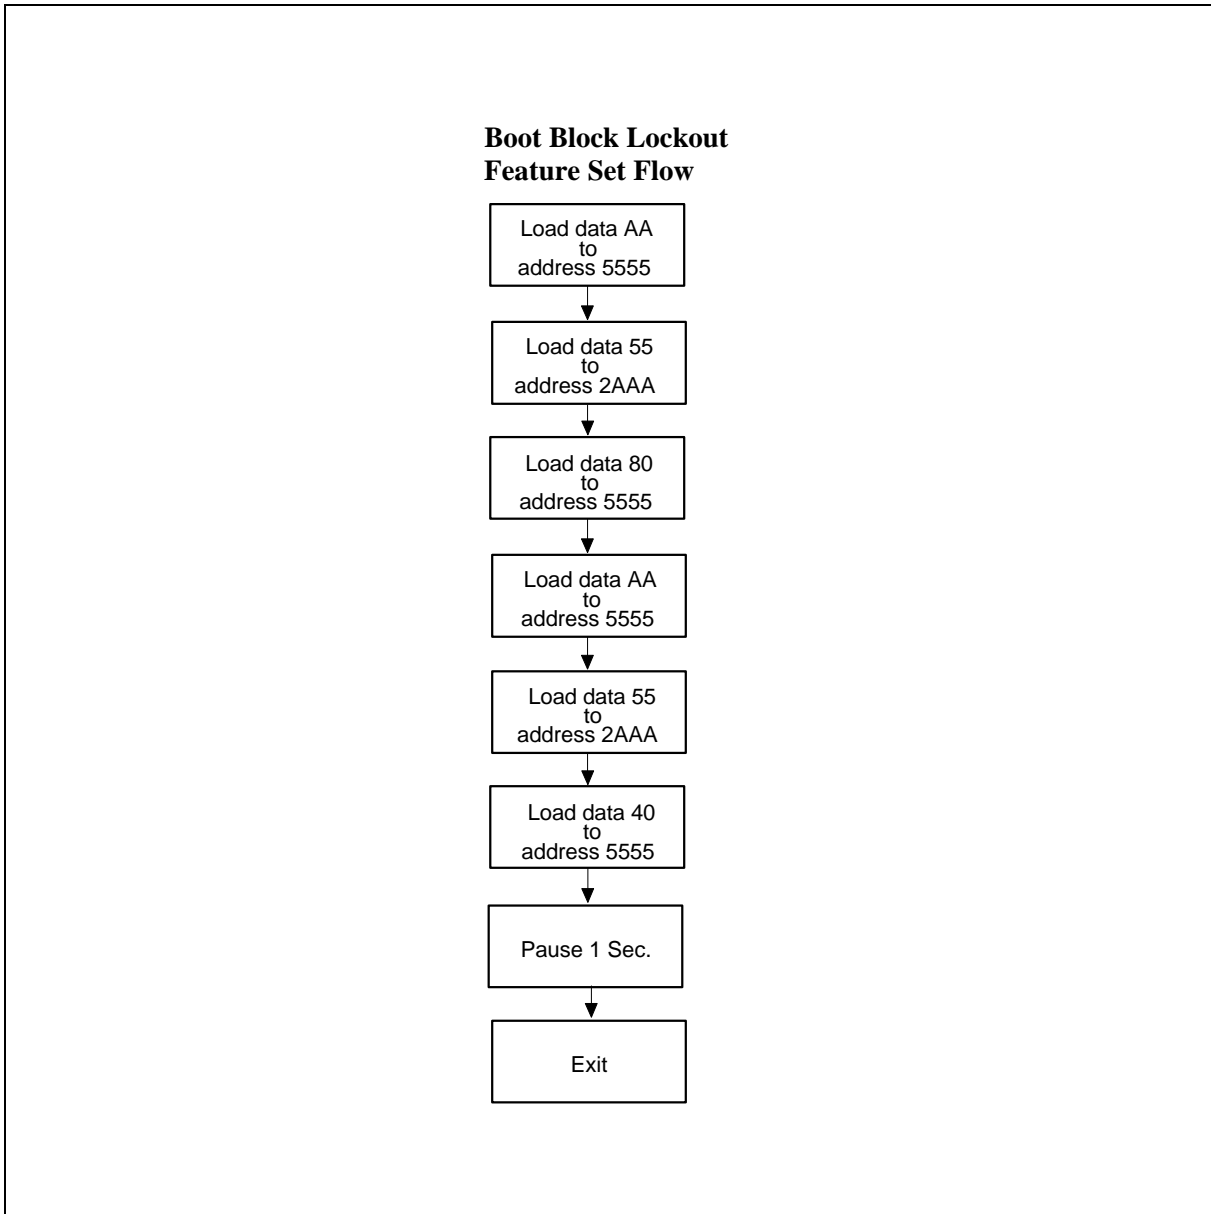 Boot Block Lockout
Feature Set Flow
Load data AA
to
address 5555
Load data 55
to
address 2AAA
Load data 80
to
address 5555
Load data AA
to
address 5555
Load data 55
to
address 2AAA
Load data 40
to
address 5555
Pause 1 Sec.
Exit